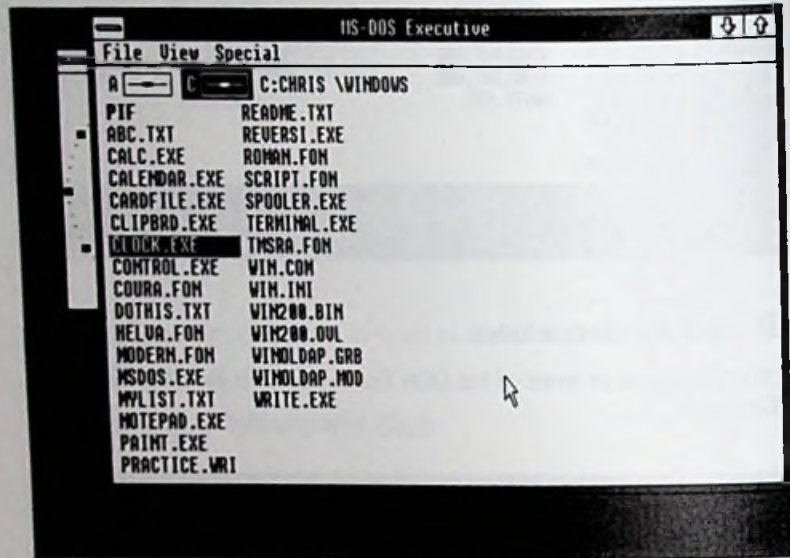 MS-DOS Executive
File View Special
A C C:CHRIS \WINDOWS
PIF
ABC.TXT
CALC.EXE
CALENDAR.EXE
CARDFILE.EXE
CLIPBRD.EXE
CLOCK.EXE
CONTROL.EXE
COURA.FON
DOTHIS.TXT
HELVA.FON
MODERN.FON
MSDOS.EXE
MYLIST.TXT
NOTEPAD.EXE
PAINT.EXE
PRACTICE.WRI
README.TXT
REVERSI.EXE
ROMAN.FON
SCRIPT.FON
SPOOLER.EXE
TERMINAL.EXE
TMSRA.FON
WIN.COM
WIN.INI
WIN200.BIN
WIN200.OVL
WINOLDAP.GRB
WINOLDAP.MOD
WRITE.EXE